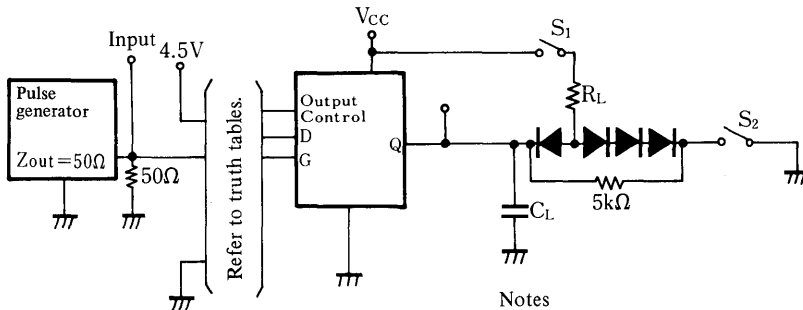 Input
4.5V
Pulse
generator
Zout=50Ω
50Ω
Refer to truth tables.
VCC
Output
Control
D
G
Q
S1
RL
S2
5kΩ
CL
Notes